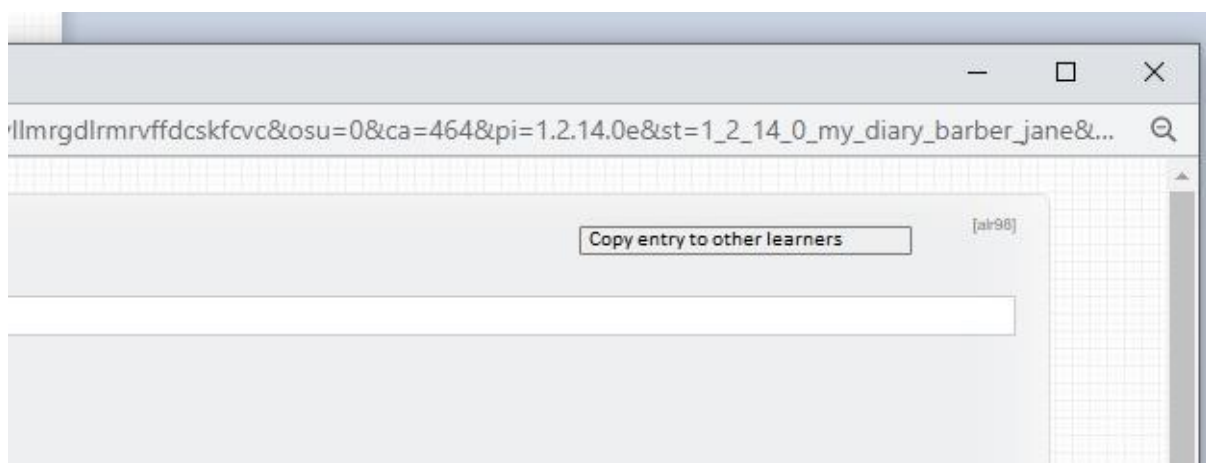 llmrgdlrmrvffdcskfcvc&osu=0&ca=464&pi=1.2.14.0e&st=1_2_14_0_my_diary_barber_jane&...
Copy entry to other learners
[alr98]